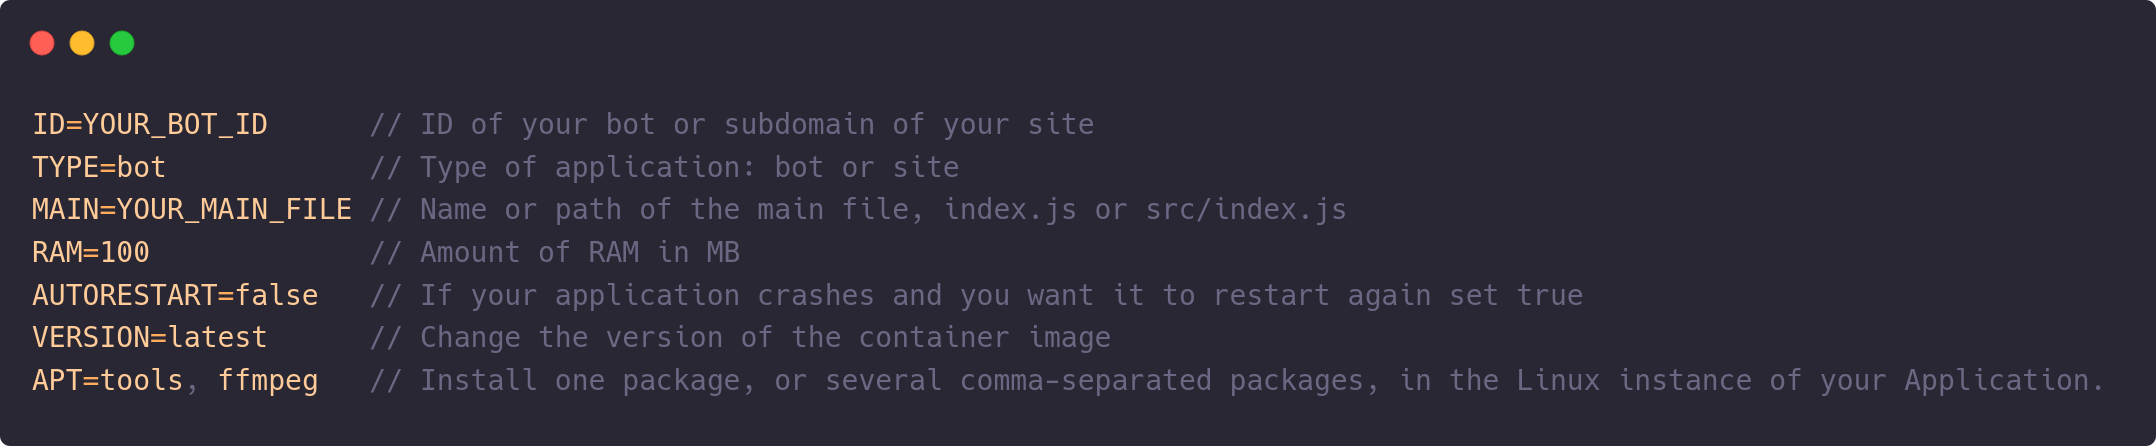 ID=YOUR_BOT_ID      // ID of your bot or subdomain of your site
TYPE=bot            // Type of application: bot or site
MAIN=YOUR_MAIN_FILE // Name or path of the main file, index.js or src/index.js
RAM=100             // Amount of RAM in MB
AUTORESTART=false   // If your application crashes and you want it to restart again set true
VERSION=latest      // Change the version of the container image
APT=tools, ffmpeg   // Install one package, or several comma-separated packages, in the Linux instance of your Application.